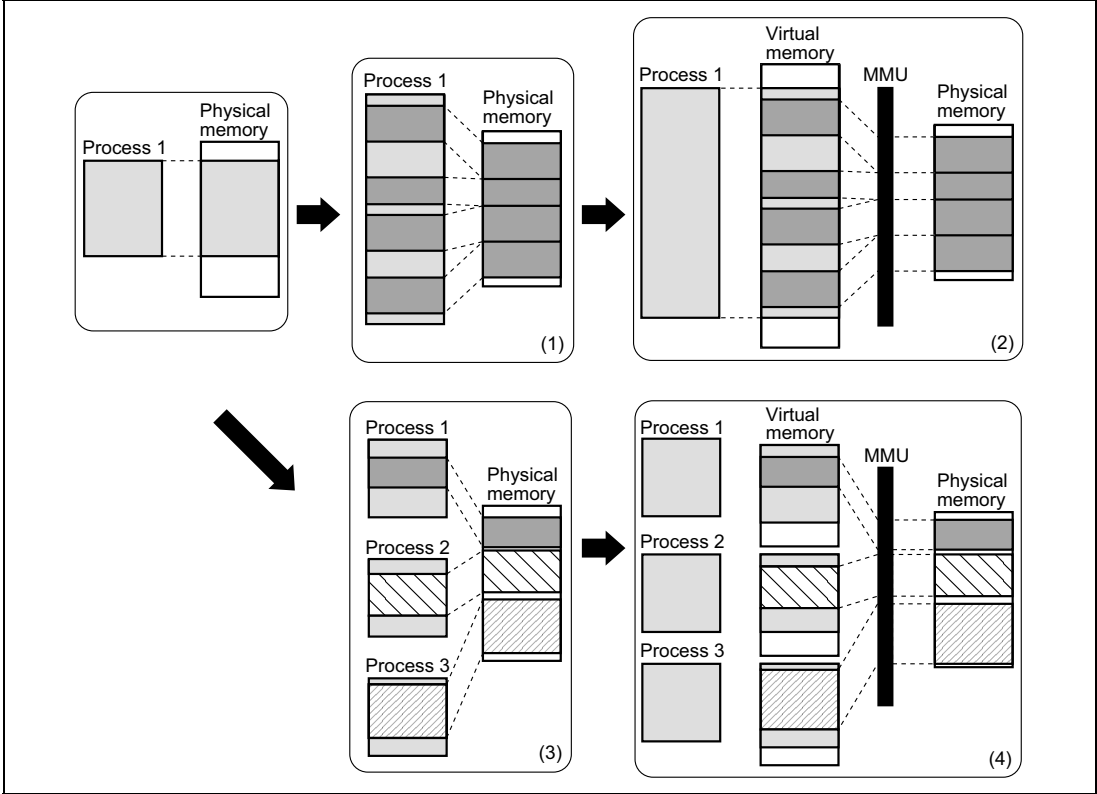 Process 1
Physical
memory
Process 1
Physical
memory
(1)
Virtual
memory
Process 1
MMU
Physical
memory
(2)
Process 1
Physical
memory
Process 2
Process 3
(3)
Virtual
memory
Process 1
MMU
Physical
memory
Process 2
Process 3
(4)